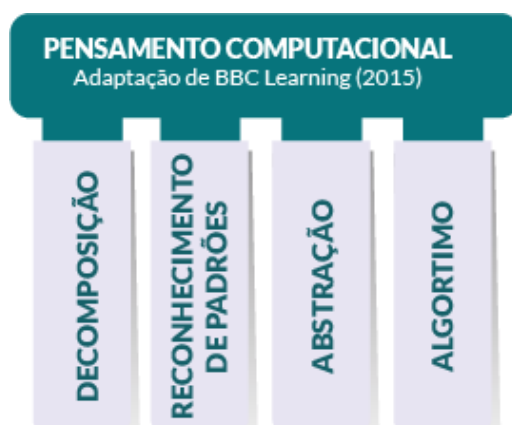 PENSAMENTO COMPUTACIONAL
Adaptação de BBC Learning (2015)
DECOMPOSIÇÃO
RECONHECIMENTO
DE PADRÕES
ABSTRAÇÃO
ALGORTIMO